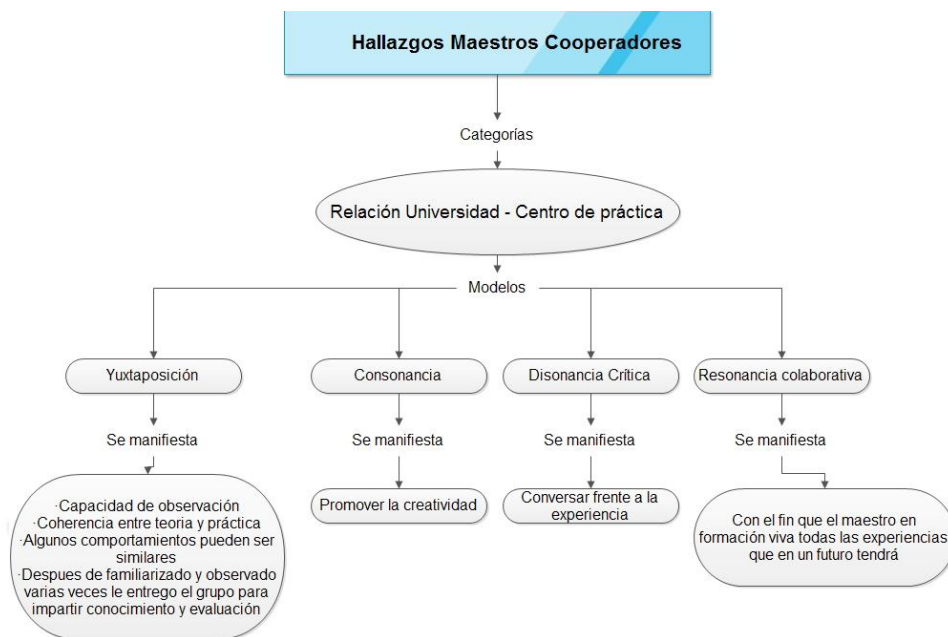 Hallazgos Maestros Cooperadores
Categorías
Relación Universidad - Centro de práctica
Modelos
Yuxtaposición
Consonancia
Disonancia Crítica
Resonancia colaborativa
Se manifiesta
Se manifiesta
Se manifiesta
Se manifiesta
·Capacidad de observación
·Coherencia entre teoria y práctica
·Algunos comportamientos pueden ser
similares
·Despues de familiarizado y observado
varias veces le entrego el grupo para
impartir conocimiento y evaluación
Promover la creatividad
Conversar frente a la
experiencia
Con el fin que el maestro en
formación viva todas las experiencias
que en un futuro tendrá